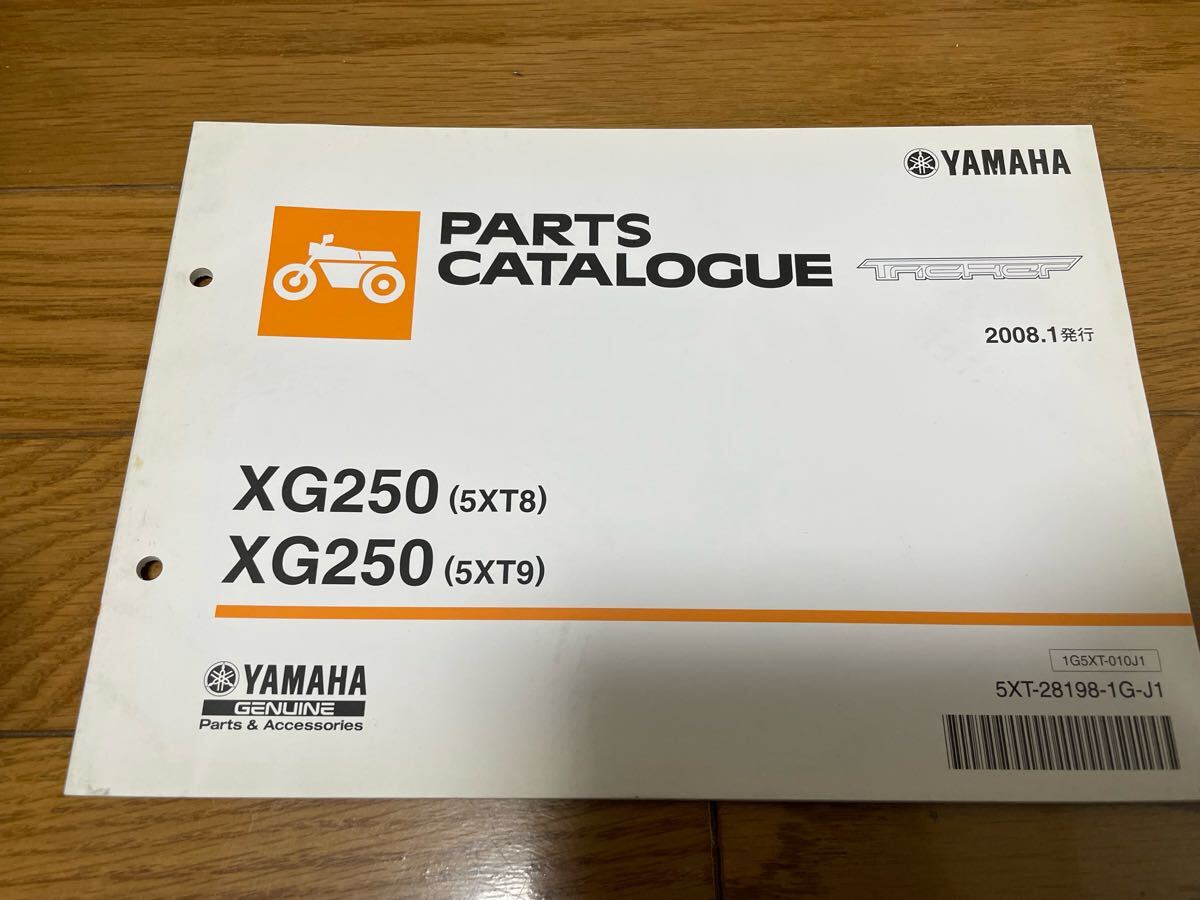 YAMAHA
PARTS
CATALOGUE
TRICKER
2008.1発行
XG250 (5XT8)
XG250 (5XT9)
1G5XT-010J1
5XT-28198-1G-J1
YAMAHA
GENUINE
Parts & Accessories